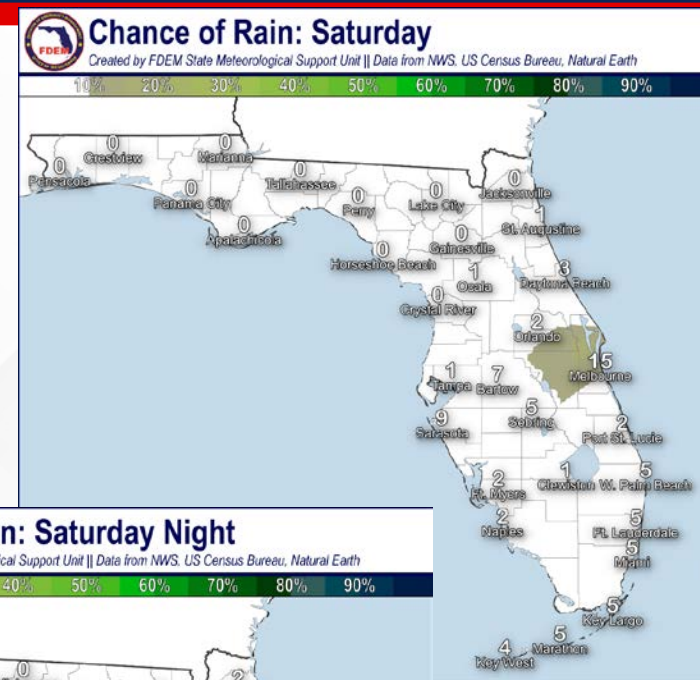 FDEM
Chance of Rain: Saturday
Created by FDEM State Meteorological Support Unit || Data from NWS, US Census Bureau, Natural Earth
10% 20% 30% 40% 50% 60% 70% 80% 90%
0
Pensacola
0
Crestview
0
Marianna
0
Panama City
0
Apalachicola
0
Tallahassee
0
Perry
0
Lake City
0
Jacksonville
1
St. Augustine
0
Gainesville
0
Horseshoe Beach
1
Ocala
3
Daytona Beach
0
Crystal River
2
Orlando
15
Melbourne
1
Tampa
7
Bartow
5
Sebring
9
Sarasota
2
Port St. Lucie
2
Ft. Myers
1
Clewiston
5
W. Palm Beach
2
Naples
5
Ft. Lauderdale
5
Miami
5
Key Largo
5
Marathon
4
Key West
n: Saturday Night
cal Support Unit || Data from NWS, US Census Bureau, Natural Earth
40% 50% 60% 70% 80% 90%
0
2